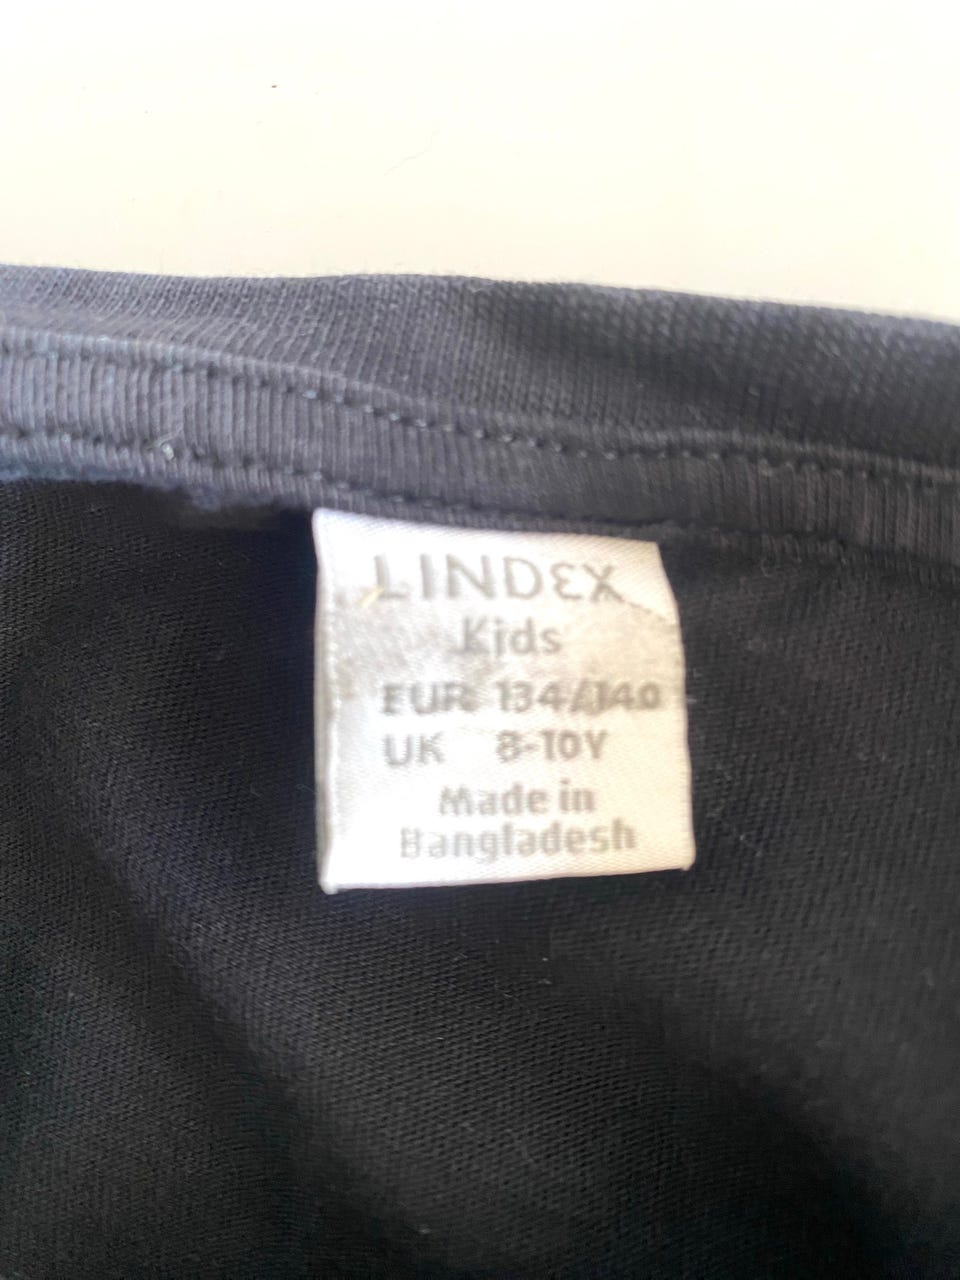 LINDEX
Kids
EUR 134/140
UK 8-10Y
Made in
Bangladesh